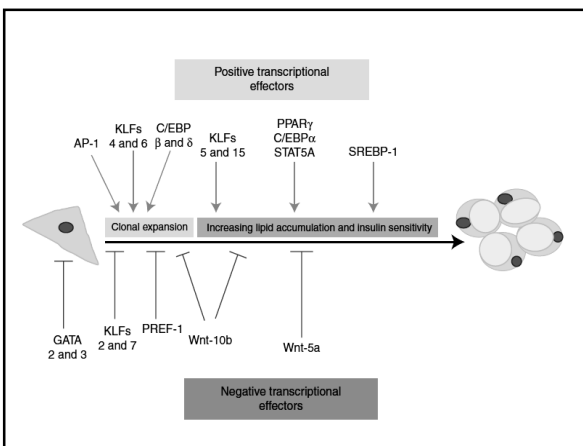 Positive transcriptional
effectors
AP-1
KLFs
4 and 6
C/EBP
β and δ
KLFs
5 and 15
PPARγ
C/EBPα
STAT5A
SREBP-1
Clonal expansion
Increasing lipid accumulation and insulin sensitivity
GATA
2 and 3
KLFs
2 and 7
PREF-1
Wnt-10b
Wnt-5a
Negative transcriptional
effectors